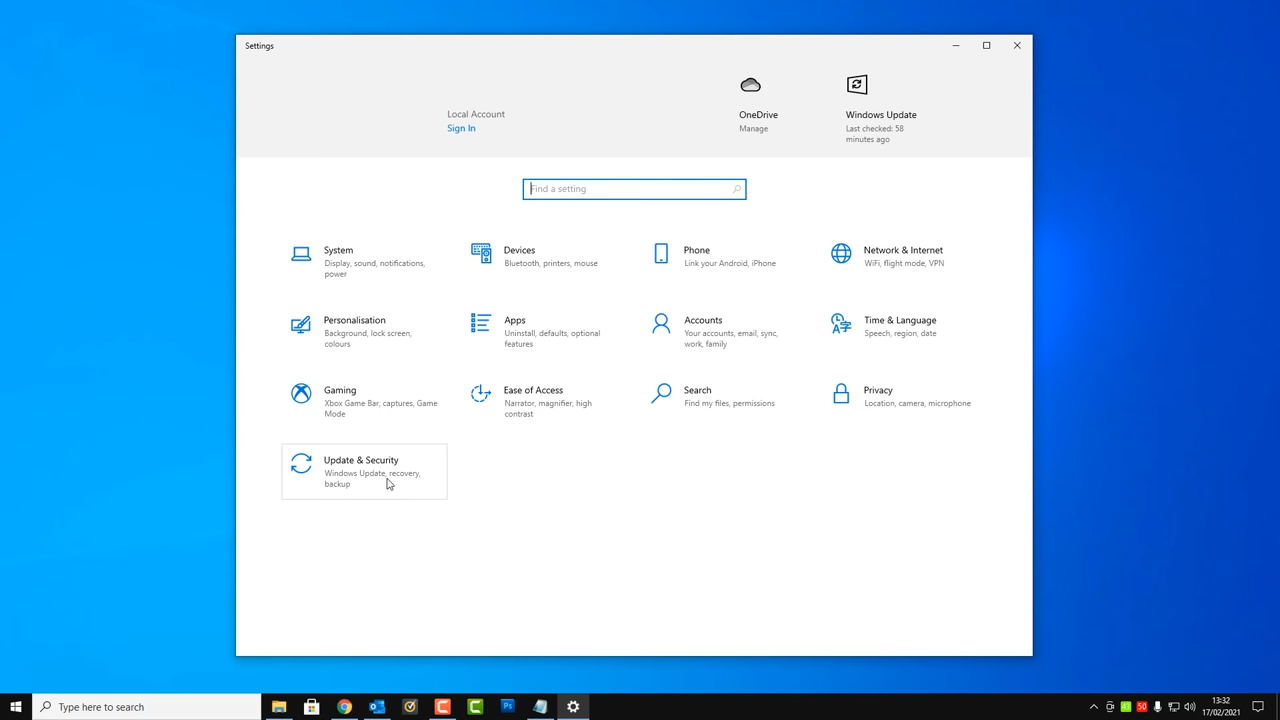 Settings
Local Account
Sign In
OneDrive
Manage
Windows Update
Last checked: 58
minutes ago
Find a setting
System
Display, sound, notifications,
power
Devices
Bluetooth, printers, mouse
Phone
Link your Android, iPhone
Network & Internet
WiFi, flight mode, VPN
Personalisation
Background, lock screen,
colours
Apps
Uninstall, defaults, optional
features
Accounts
Your accounts, email, sync,
work, family
Time & Language
Speech, region, date
Gaming
Xbox Game Bar, captures, Game
Mode
Ease of Access
Narrator, magnifier, high
contrast
Search
Find my files, permissions
Privacy
Location, camera, microphone
Update & Security
Windows Update, recovery,
backup
Type here to search
Ps
50
13:32
17/02/2021